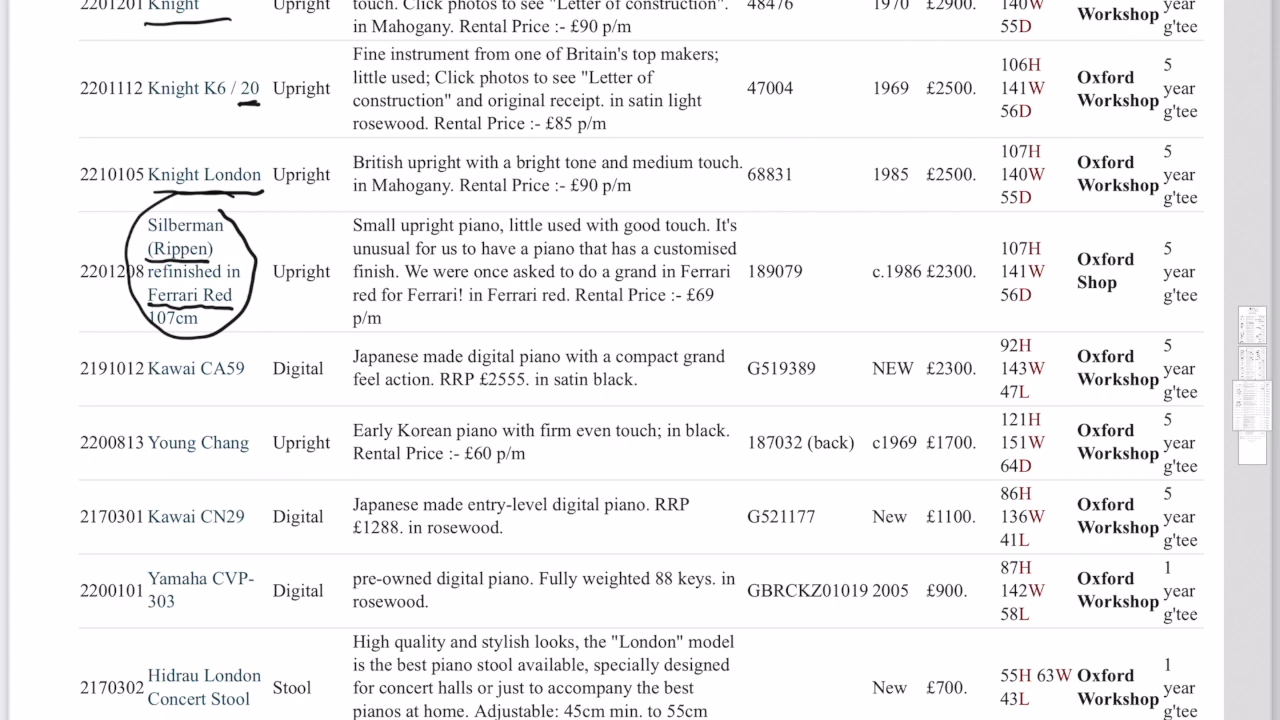 2201201 Knight Upright touch. Click photos to see "Letter of construction". 48476 1970 £2900. 140W Oxford Workshop year
in Mahogany. Rental Price :- £90 p/m 55D g'tee
Fine instrument from one of Britain's top makers;
little used; Click photos to see "Letter of 106H 5
2201112 Knight K6 / 20 Upright construction" and original receipt. in satin light 47004 1969 £2500. 141W Oxford Workshop year
rosewood. Rental Price :- £85 p/m 56D g'tee
107H 5
2210105 Knight London Upright British upright with a bright tone and medium touch. 68831 1985 £2500. 140W Oxford Workshop year
in Mahogany. Rental Price :- £90 p/m 55D g'tee
Silberman Small upright piano, little used with good touch. It's
(Rippen) unusual for us to have a piano that has a customised 107H 5
2201208 refinished in Upright finish. We were once asked to do a grand in Ferrari 189079 c.1986 £2300. 141W Oxford Shop year
Ferrari Red red for Ferrari! in Ferrari red. Rental Price :- £69 56D g'tee
107cm p/m
92H 5
2191012 Kawai CA59 Digital Japanese made digital piano with a compact grand G519389 NEW £2300. 143W Oxford Workshop year
feel action. RRP £2555. in satin black. 47L g'tee
121H 5
2200813 Young Chang Upright Early Korean piano with firm even touch; in black. 187032 (back) c1969 £1700. 151W Oxford Workshop year
Rental Price :- £60 p/m 64D g'tee
86H 5
2170301 Kawai CN29 Digital Japanese made entry-level digital piano. RRP G521177 New £1100. 136W Oxford Workshop year
£1288. in rosewood. 41L g'tee
87H 1
2200101 Yamaha CVP-303 Digital pre-owned digital piano. Fully weighted 88 keys. in GBRCKZ01019 2005 £900. 142W Oxford Workshop year
rosewood. 58L g'tee
High quality and stylish looks, the "London" model
is the best piano stool available, specially designed 1
2170302 Hidrau London Concert Stool Stool for concert halls or just to accompany the best New £700. 55H 63W 43L Oxford Workshop year
pianos at home. Adjustable: 45cm min. to 55cm g'tee